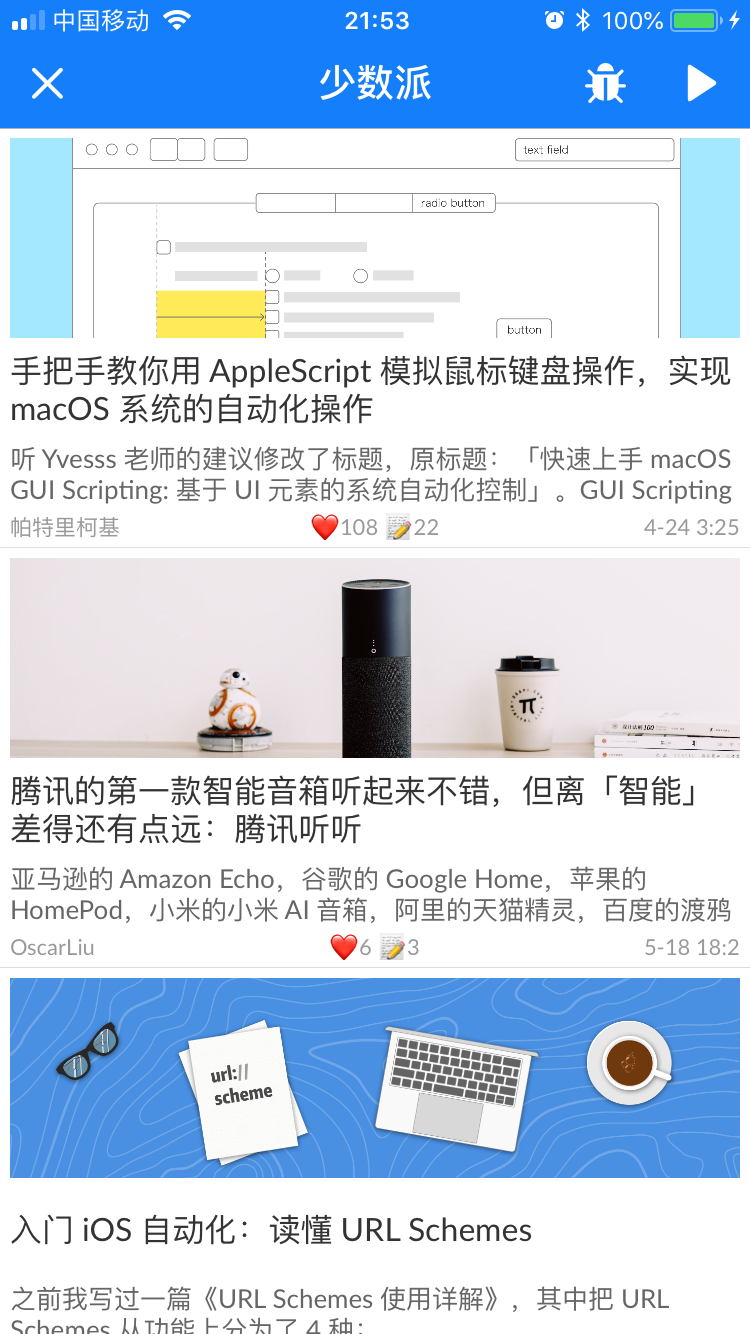 中国移动 21:53 100%
少数派
text field
radio button
button
手把手教你用 AppleScript 模拟鼠标键盘操作，实现
macOS 系统的自动化操作
听 Yvesss 老师的建议修改了标题，原标题：「快速上手 macOS
GUI Scripting: 基于 UI 元素的系统自动化控制」。GUI Scripting
帕特里柯基 ❤️108 📝22 4-24 3:25
腾讯的第一款智能音箱听起来不错，但离「智能」
差得还有点远：腾讯听听
亚马逊的 Amazon Echo，谷歌的 Google Home，苹果的
HomePod，小米的小米 AI 音箱，阿里的天猫精灵，百度的渡鸦
OscarLiu ❤️6 📝3 5-18 18:2
url://
scheme
入门 iOS 自动化：读懂 URL Schemes
之前我写过一篇《URL Schemes 使用详解》，其中把 URL
Schemes 从功能上分为了 4 种：